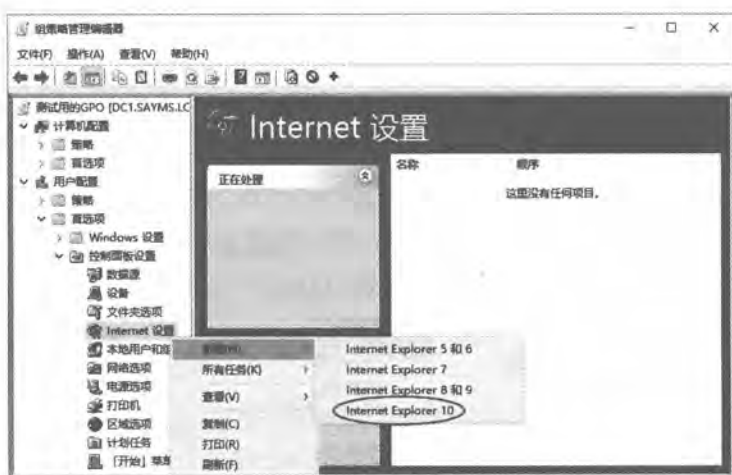 组策略管理编辑器
文件(F) 操作(A) 查看(V) 帮助(H)
测试用的GPO [DC1.SAYMS.LC
计算机配置
策略
首选项
用户配置
策略
首选项
Windows 设置
控制面板设置
数据源
设备
文件夹选项
Internet 设置
本地用户和组
网络选项
电源选项
打印机
区域选项
计划任务
[开始] 菜单
Internet 设置
正在处理
名称 顺序
这里没有任何项目。
新建(N)
所有任务(K)
查看(V)
复制(C)
打印(R)
刷新(F)
Internet Explorer 5 和 6
Internet Explorer 7
Internet Explorer 8 和 9
Internet Explorer 10